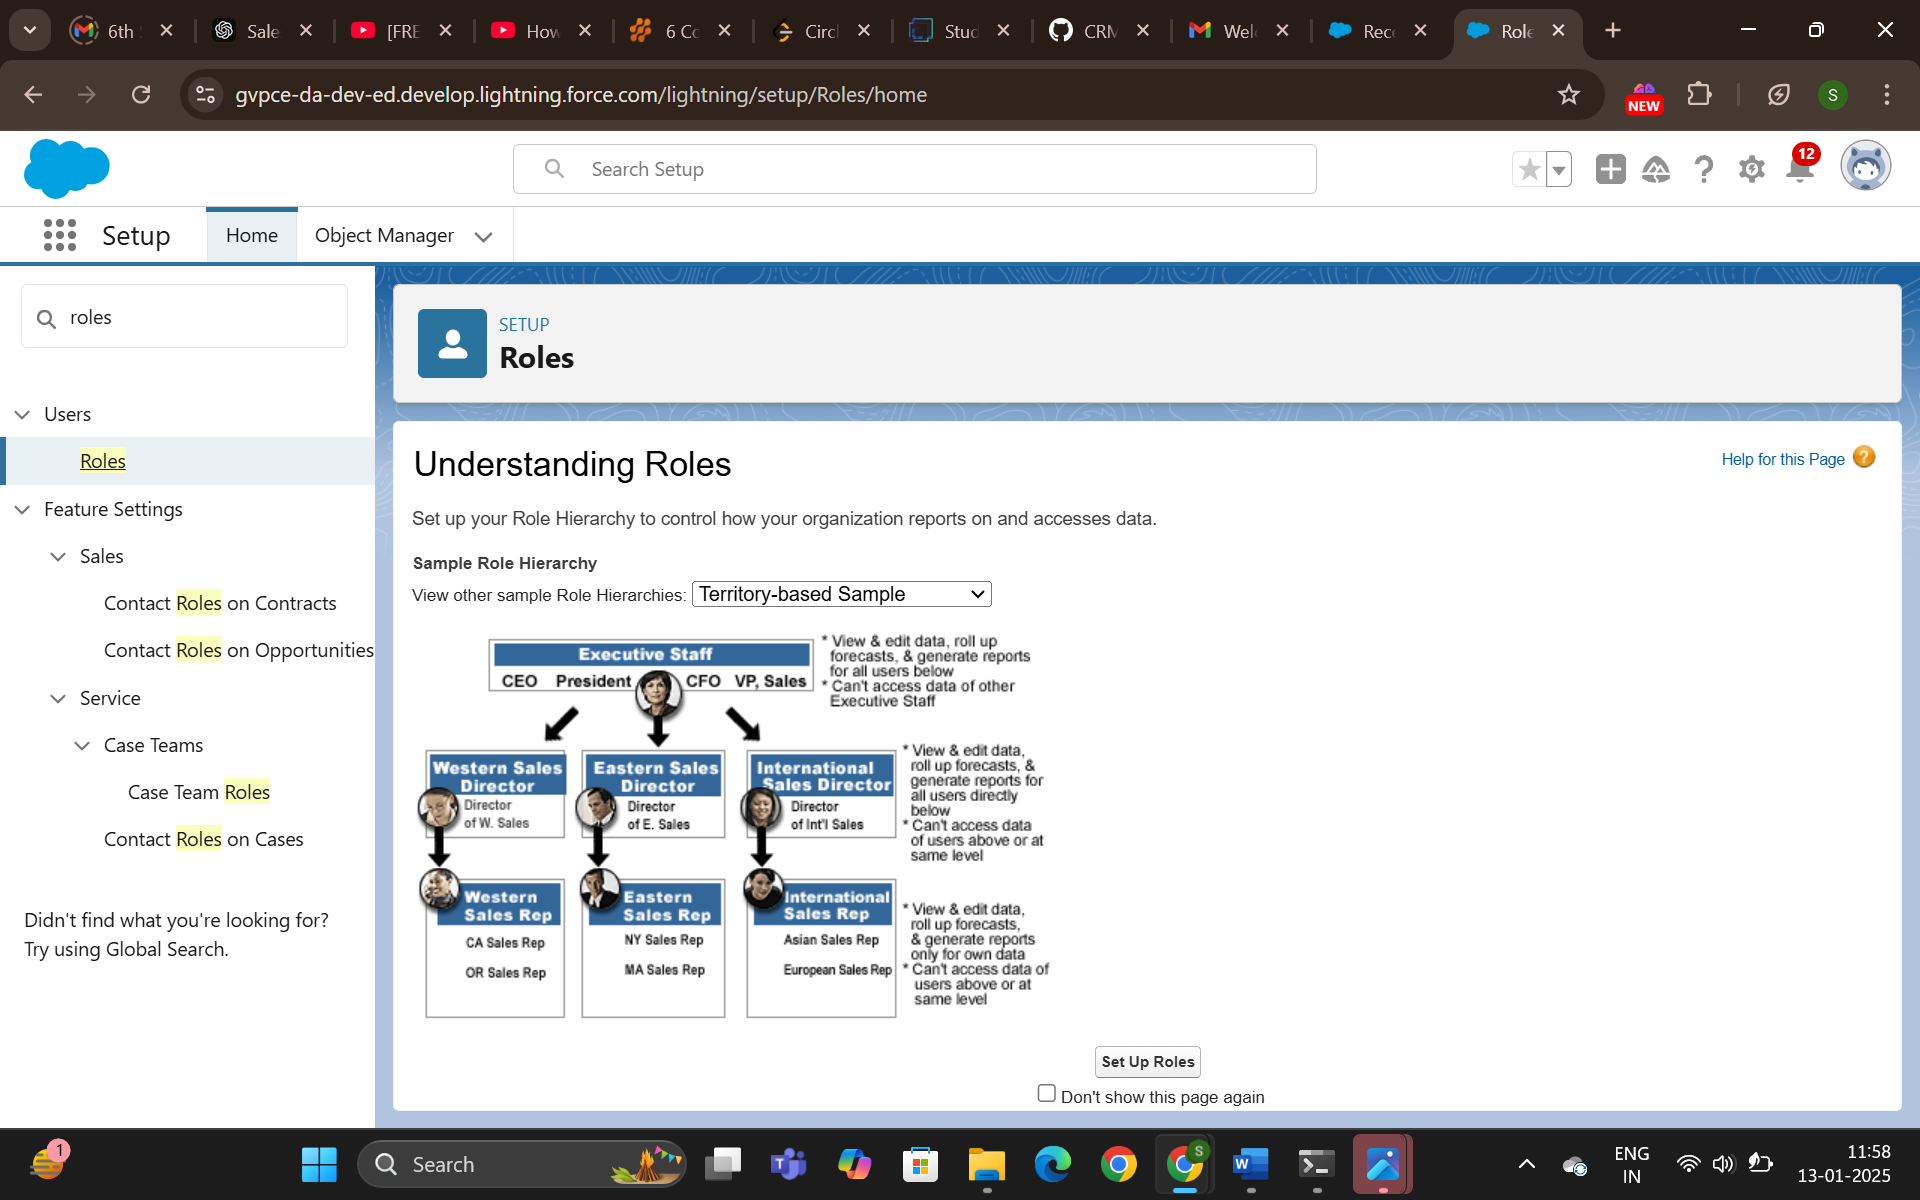 6th
Sale
[FRE
How
6 Co
Circl
Stud
CRM
Wel
Rec
Role
gvpce-da-dev-ed.develop.lightning.force.com/lightning/setup/Roles/home
NEW
S
Search Setup
12
Setup
Home
Object Manager
roles
Users
Roles
Feature Settings
Sales
Contact Roles on Contracts
Contact Roles on Opportunities
Service
Case Teams
Case Team Roles
Contact Roles on Cases
Didn't find what you're looking for?
Try using Global Search.
SETUP
Roles
Understanding Roles
Help for this Page
Set up your Role Hierarchy to control how your organization reports on and accesses data.
Sample Role Hierarchy
View other sample Role Hierarchies: Territory-based Sample
Executive Staff
CEO President CFO VP, Sales
* View & edit data, roll up
forecasts, & generate reports
for all users below
* Can't access data of other
Executive Staff
Western Sales
Director
Director
of W. Sales
Eastern Sales
Director
Director
of E. Sales
International
Sales Director
Director
of Int'l Sales
* View & edit data,
roll up forecasts, &
generate reports for
all users directly
below
* Can't access data
of users above or at
same level
Western
Sales Rep
CA Sales Rep
OR Sales Rep
Eastern
Sales Rep
NY Sales Rep
MA Sales Rep
International
Sales Rep
Asian Sales Rep
European Sales Rep
* View & edit data,
roll up forecasts,
& generate reports
only for own data
* Can't access data of
users above or at
same level
Set Up Roles
Don't show this page again
1
Search
S
ENG
IN
11:58
13-01-2025